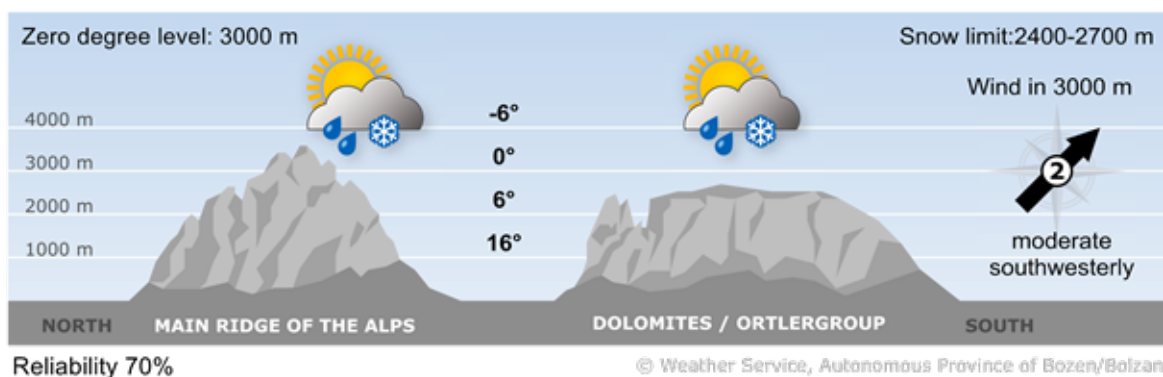 Zero degree level: 3000 m
Snow limit:2400-2700 m
Wind in 3000 m
4000 m
-6°
3000 m
0°
2
2000 m
6°
1000 m
16°
moderate
southwesterly
NORTH
MAIN RIDGE OF THE ALPS
DOLOMITES / ORTLERGROUP
SOUTH
Reliability 70%
© Weather Service, Autonomous Province of Bozen/Bolzan